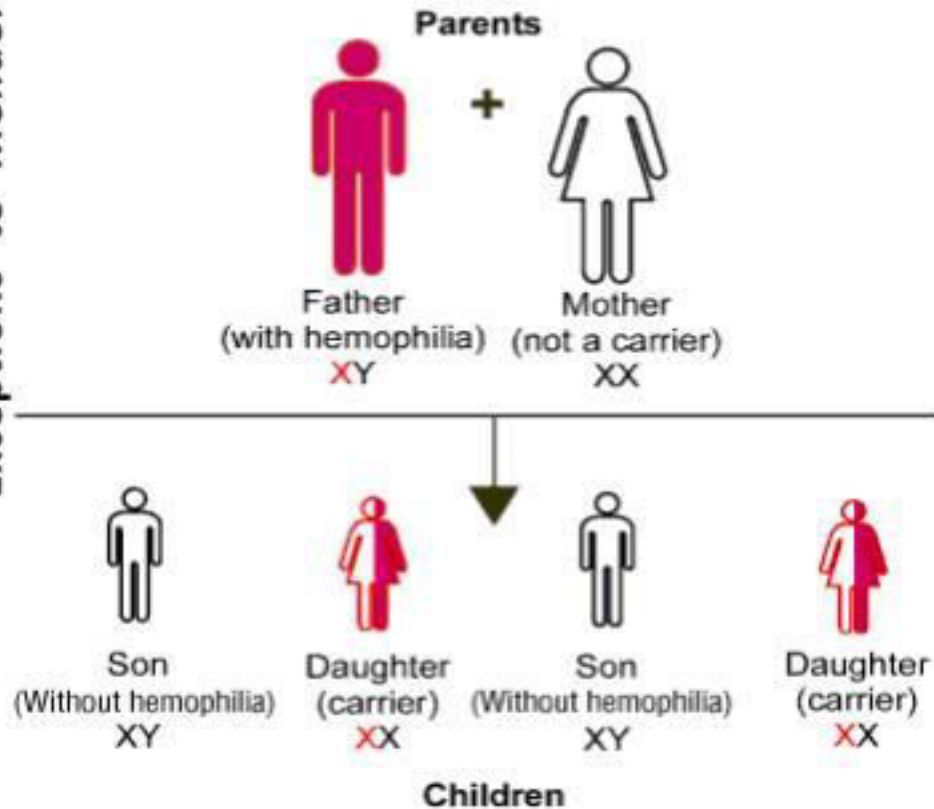 Parents
+
Father
(with hemophilia)
XY
Mother
(not a carrier)
XX
Son
(Without hemophilia)
XY
Daughter
(carrier)
XX
Son
(Without hemophilia)
XY
Daughter
(carrier)
XX
Children